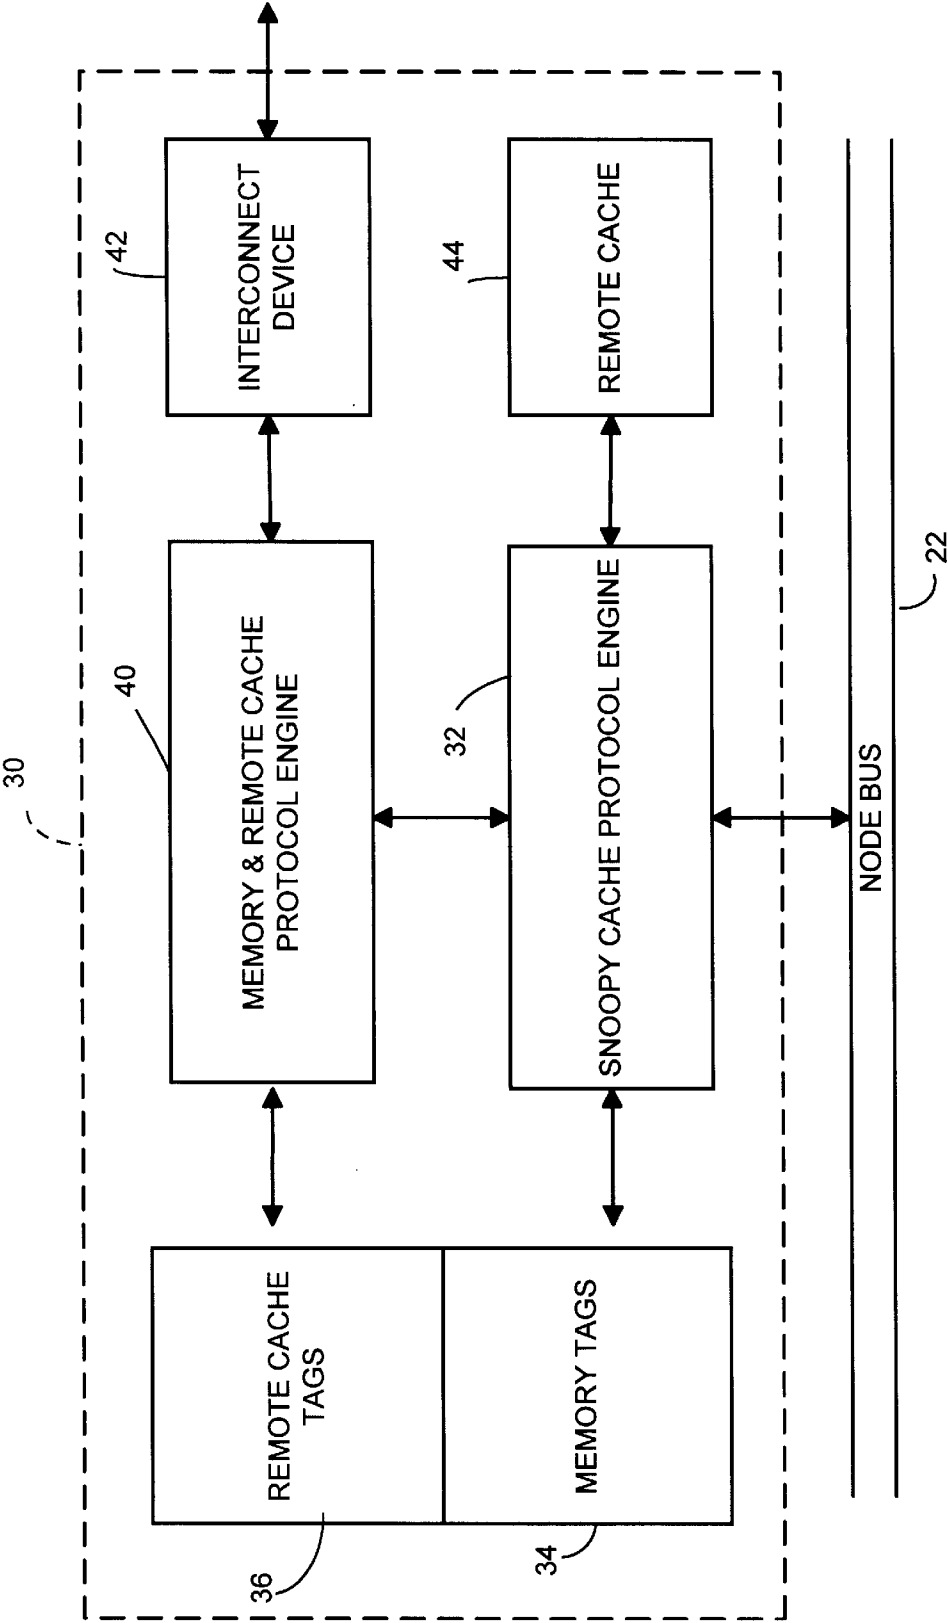 30
36
REMOTE CACHE
TAGS
40
MEMORY & REMOTE CACHE
PROTOCOL ENGINE
42
INTERCONNECT
DEVICE
34
MEMORY TAGS
32
SNOOPY CACHE PROTOCOL ENGINE
44
REMOTE CACHE
NODE BUS
22